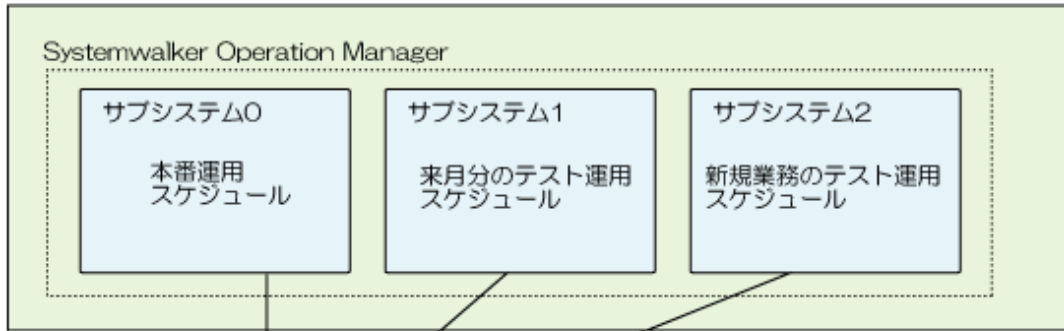 Systemwalker Operation Manager
サブシステム0
本番運用
スケジュール
サブシステム1
来月分のテスト運用
スケジュール
サブシステム2
新規業務のテスト運用
スケジュール